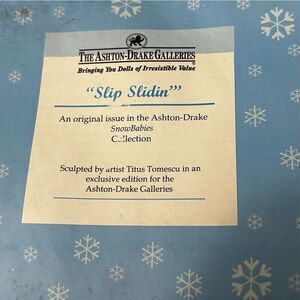 THE ASHTON-DRAKE GALLERIES
Bringing You Dolls of Irresistible Value
"Slip Slidin'"
An original issue in the Ashton-Drake
SnowBabies
Collection
Sculpted by artist Titus Tomescu in an
exclusive edition for the
Ashton-Drake Galleries